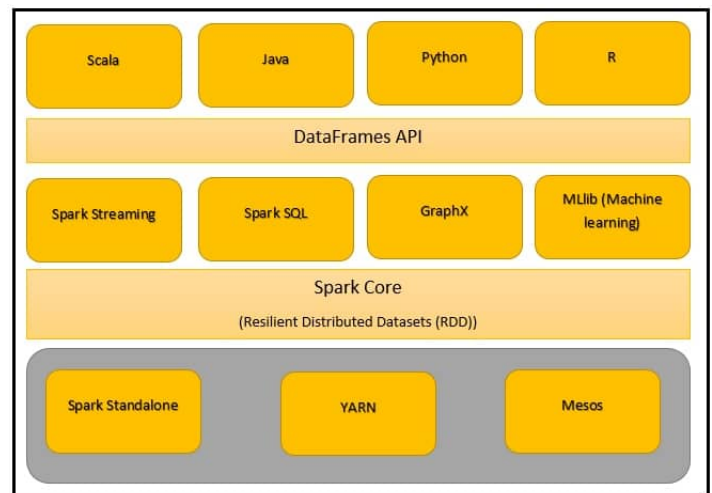 Scala
Java
Python
R
DataFrames API
Spark Streaming
Spark SQL
GraphX
MLlib (Machine
learning)
Spark Core
(Resilient Distributed Datasets (RDD))
Spark Standalone
YARN
Mesos